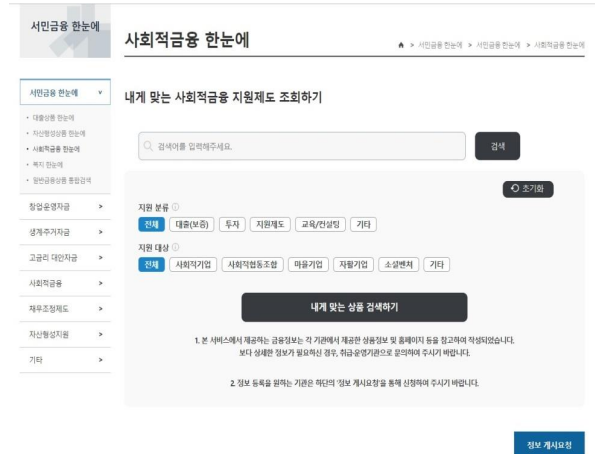 서민금융 한눈에
사회적금융 한눈에
> 서민금융 한눈에 > 서민금융 한눈에 > 사회적금융 한눈에
서민금융 한눈에
대출상품 한눈에
자산형성상품 한눈에
사회적금융 한눈에
복지 한눈에
일반금융상품 통합검색
창업·운영자금 >
생계·주거자금 >
고금리 대안자금 >
사회적금융 >
채무조정제도 >
자산형성지원 >
기타 >
내게 맞는 사회적금융 지원제도 조회하기
검색어를 입력해주세요.
검색
초기화
지원 분류
전체 대출(보증) 투자 지원제도 교육/컨설팅 기타
지원 대상
전체 사회적기업 사회적협동조합 마을기업 자활기업 소셜벤처 기타
내게 맞는 상품 검색하기
1. 본 서비스에서 제공하는 금융정보는 각 기관에서 제공한 상품정보 및 홈페이지 등을 참고하여 작성되었습니다.
보다 상세한 정보가 필요하신 경우, 취급·운영기관으로 문의하여 주시기 바랍니다.
2. 정보 등록을 원하는 기관은 하단의 '정보 게시요청'을 통해 신청하여 주시기 바랍니다.
정보 게시요청